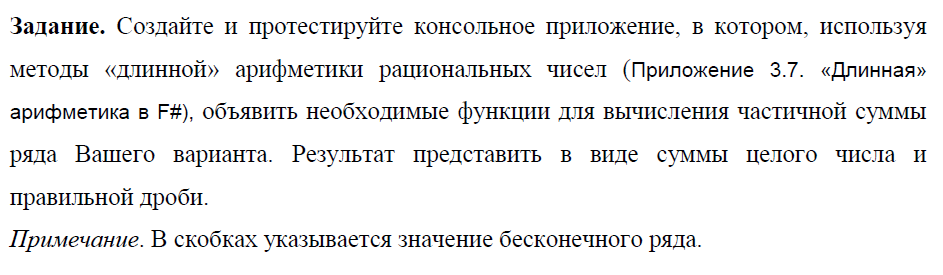 Задание. Создайте и протестируйте консольное приложение, в котором, используя
методы «длинной» арифметики рациональных чисел (Приложение 3.7. «Длинная»
арифметика в F#), объявить необходимые функции для вычисления частичной суммы
ряда Вашего варианта. Результат представить в виде суммы целого числа и
правильной дроби.
Примечание. В скобках указывается значение бесконечного ряда.